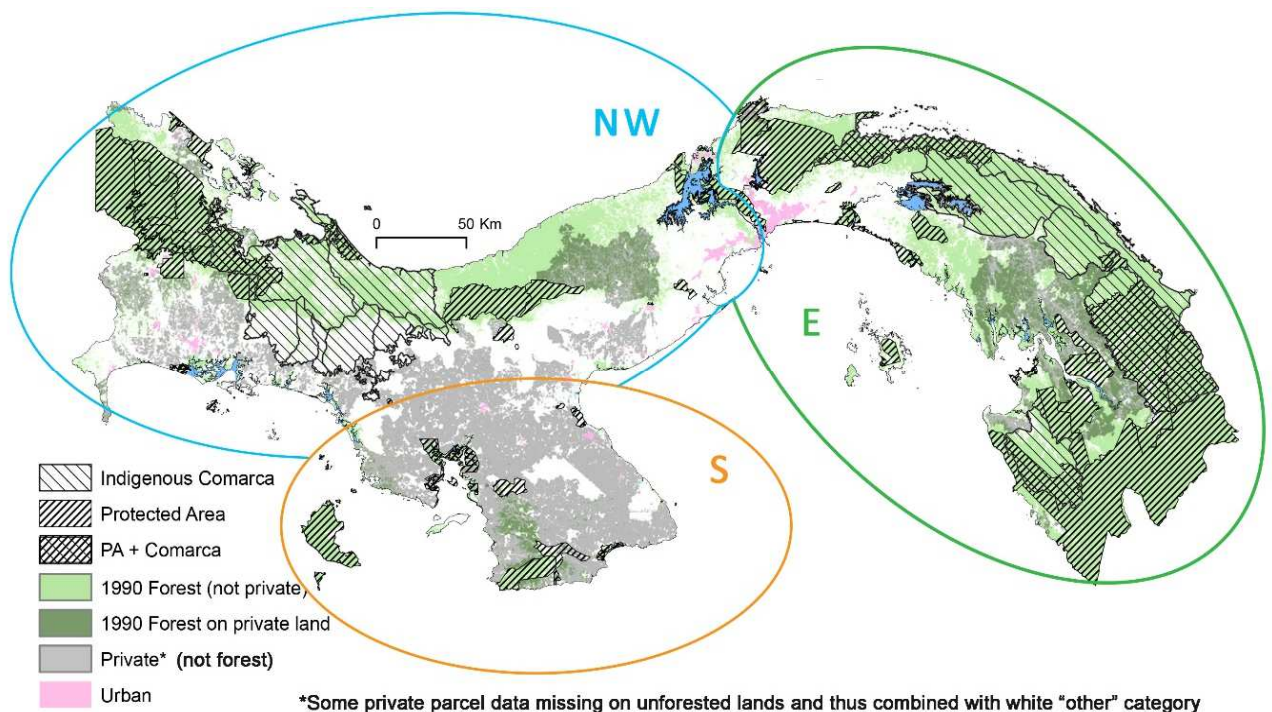 NW
0 50 Km
E
S
Indigenous Comarca
Protected Area
PA + Comarca
1990 Forest (not private)
1990 Forest on private land
Private* (not forest)
Urban
*Some private parcel data missing on unforested lands and thus combined with white “other” category